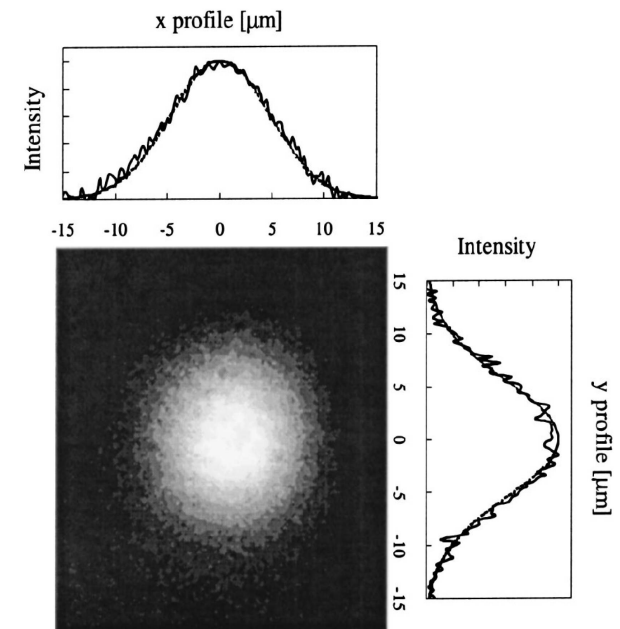 x profile [μm]
Intensity
-15 -10 -5 0 5 10 15
Intensity
15 10 5 0 -5 -10 -15
y profile [μm]